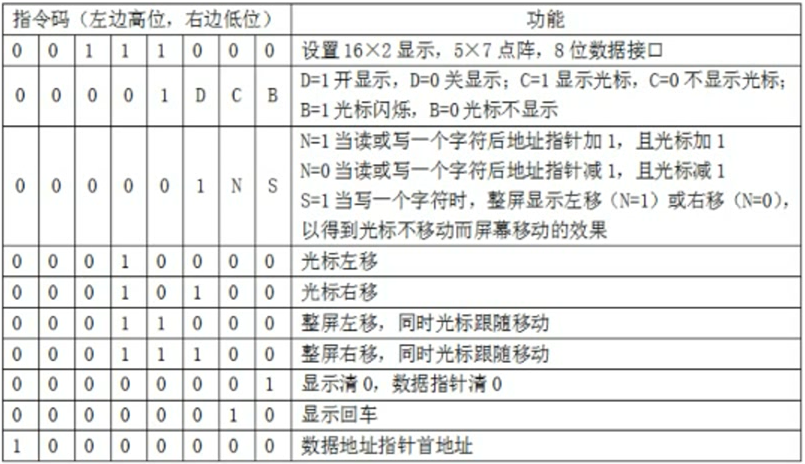 指令码（左边高位，右边低位） 功能
0 0 1 1 1 0 0 0 设置16×2显示，5×7点阵，8位数据接口
0 0 0 0 1 D C B D=1开显示，D=0关显示；C=1显示光标，C=0不显示光标；
B=1光标闪烁，B=0光标不显示
0 0 0 0 0 1 N S N=1当读或写一个字符后地址指针加1，且光标加1
N=0当读或写一个字符后地址指针减1，且光标减1
S=1当写一个字符时，整屏显示左移（N=1）或右移（N=0），
以得到光标不移动而屏幕移动的效果
0 0 0 1 0 0 0 0 光标左移
0 0 0 1 0 1 0 0 光标右移
0 0 0 1 1 0 0 0 整屏左移，同时光标跟随移动
0 0 0 1 1 1 0 0 整屏右移，同时光标跟随移动
0 0 0 0 0 0 0 1 显示清0，数据指针清0
0 0 0 0 0 0 1 0 显示回车
1 0 0 0 0 0 0 0 数据地址指针首地址